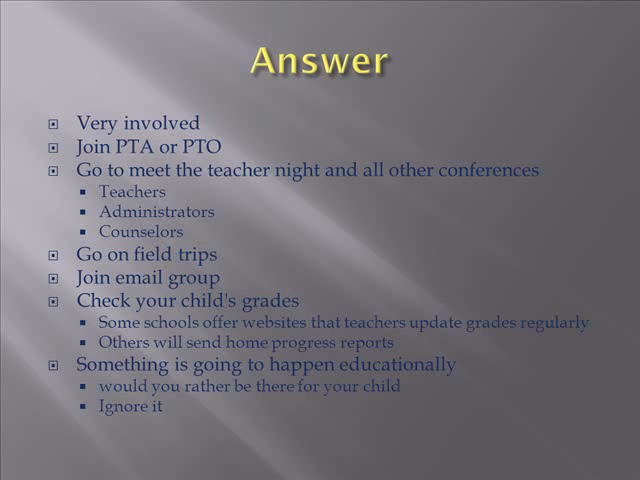 Answer
Very involved
Join PTA or PTO
Go to meet the teacher night and all other conferences
Teachers
Administrators
Counselors
Go on field trips
Join email group
Check your child's grades
Some schools offer websites that teachers update grades regularly
Others will send home progress reports
Something is going to happen educationally
would you rather be there for your child
Ignore it